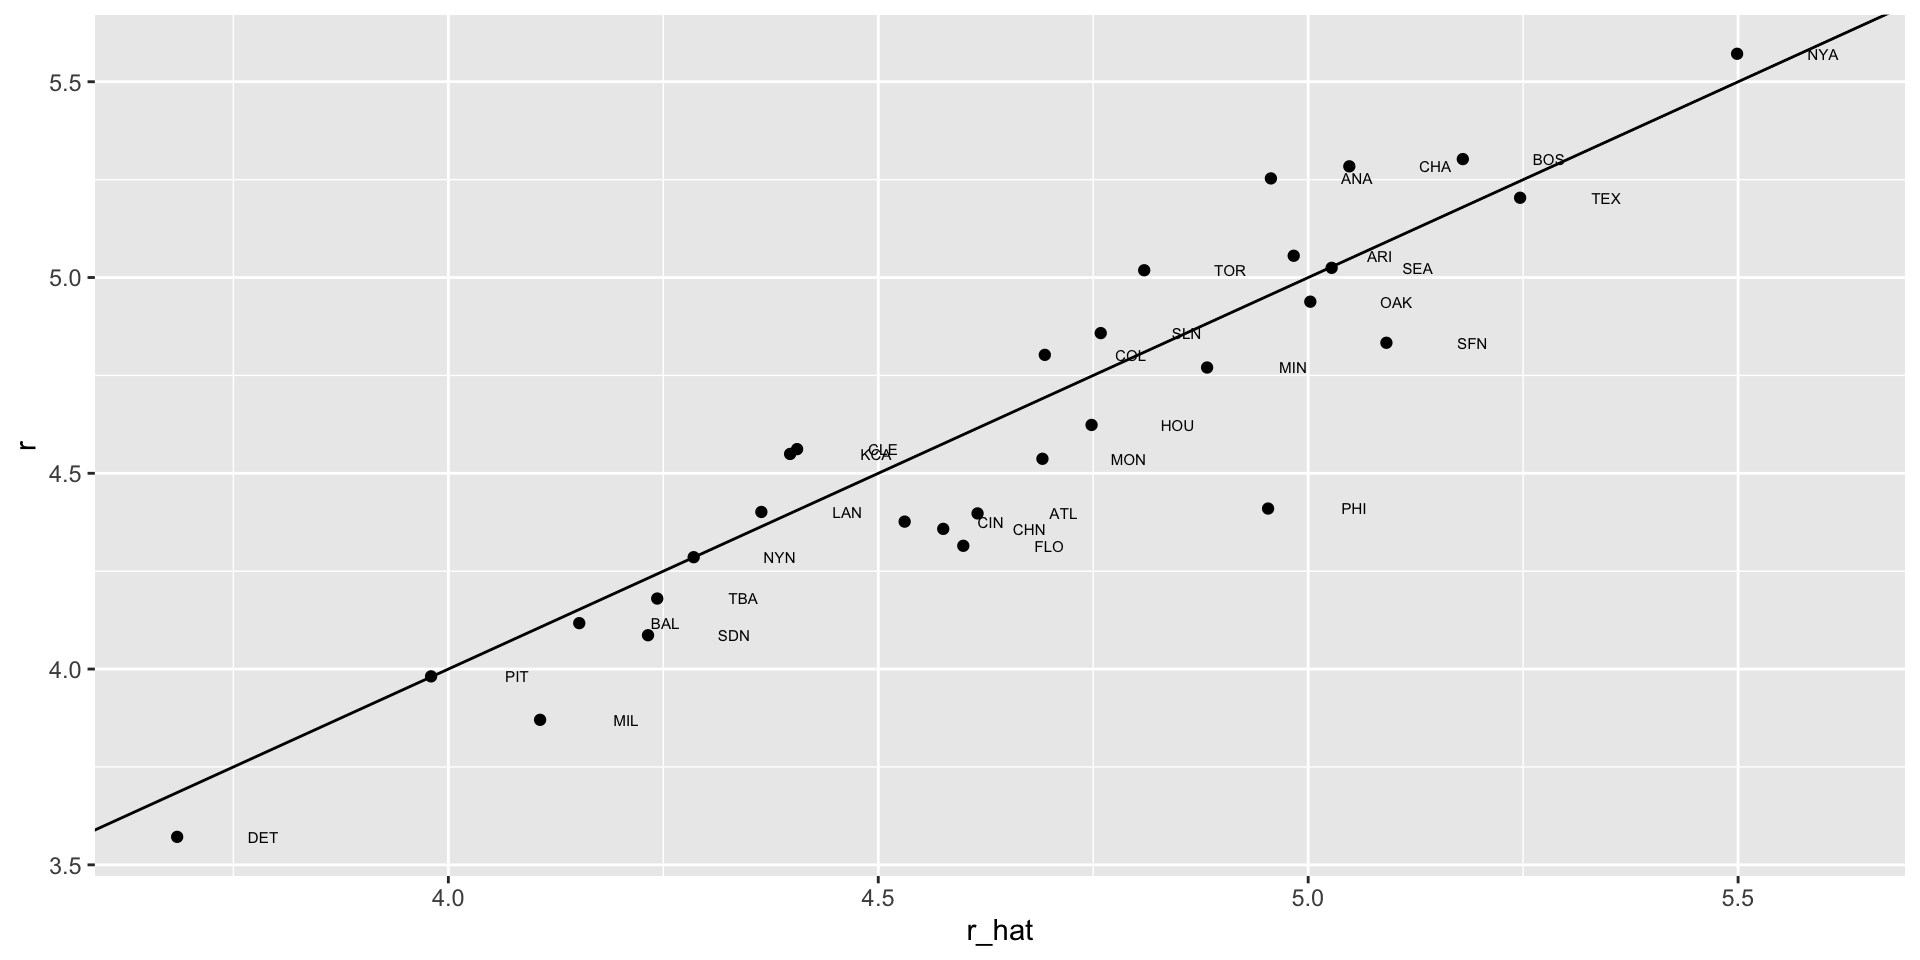 NYA
5.5
BOS
CHA
ANA
TEX
ARI
SEA
TOR
5.0
OAK
SLN
SFN
COL
MIN
HOU
r
CLE
KCA
MON
4.5
PHI
LAN
ATL
CIN
CHN
FLO
NYN
TBA
BAL
SDN
4.0
PIT
MIL
DET
3.5
4.0 4.5 5.0 5.5
r_hat